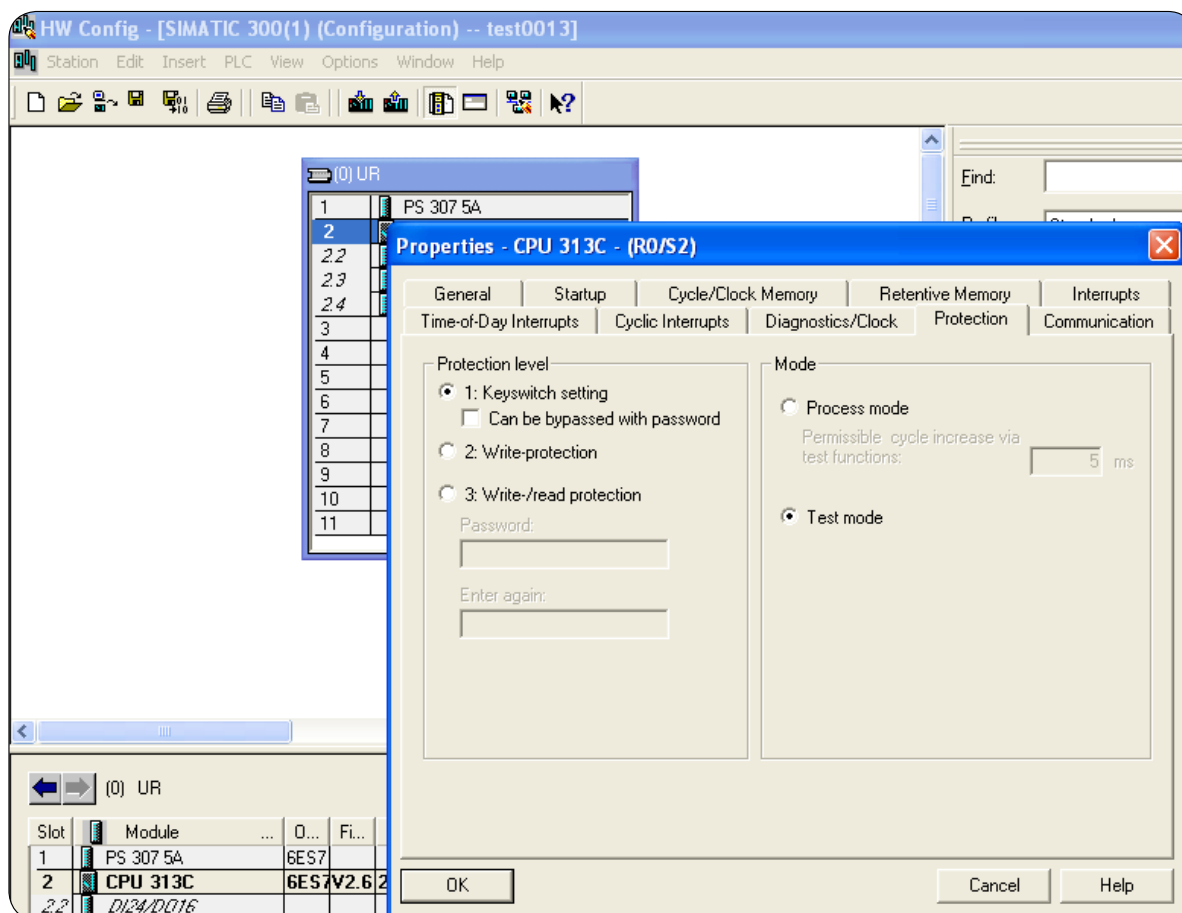 HW Config - [SIMATIC 300(1) (Configuration) -- test0013]
Station Edit Insert PLC View Options Window Help
(0) UR
Find:
1 PS 307 5A
2
2.2
2.3
2.4
3
4
5
6
7
8
9
10
11
Properties - CPU 313C - (R0/S2)
General Startup Cycle/Clock Memory Retentive Memory Interrupts
Time-of-Day Interrupts Cyclic Interrupts Diagnostics/Clock Protection Communication
Protection level
1: Keyswitch setting
Can be bypassed with password
2: Write-protection
3: Write-/read protection
Password:
Enter again:
Mode
Process mode
Permissible cycle increase via
test functions:
5 ms
Test mode
OK Cancel Help
(0) UR
Slot Module ... O... Fi...
1 PS 307 5A 6ES7
2 CPU 313C 6ES7 V2.6 2
2.2 DI24/DO16